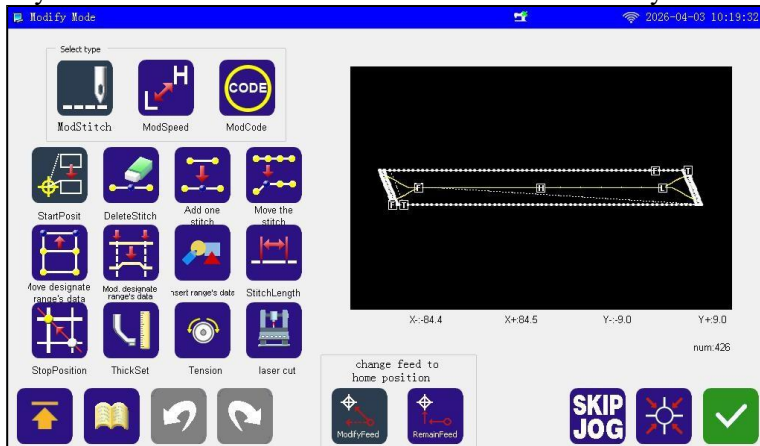 Modify Mode
2026-04-03 10:19:32
Select type
H
L
CODE
ModStitch
ModSpeed
ModCode
StartPosit
DeleteStitch
Add one
stitch
Move the
stitch
Move designate
range's data
Mod. designate
range's data
nsert range's data
StitchLength
StopPosition
ThickSet
Tension
laser cut
F
T
F
H
L
F
T
X-:-84.4
X+:84.5
Y-:-9.0
Y+:9.0
num:426
change feed to
home position
ModifyFeed
RemainFeed
SKIP
JOG